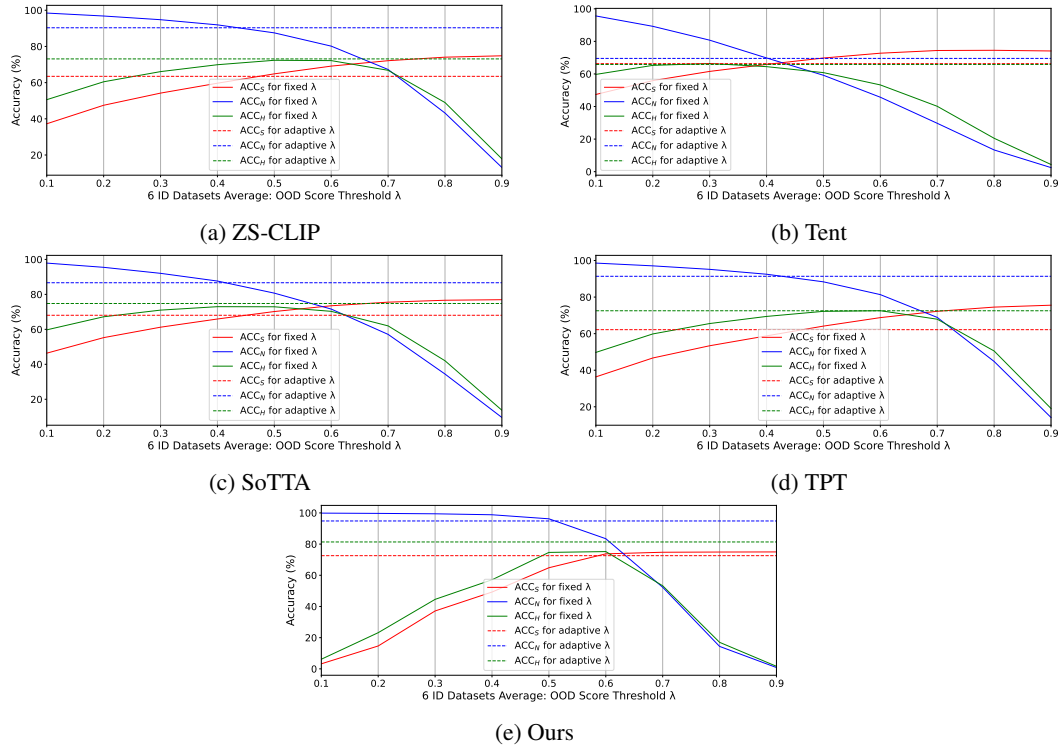 100
80
60
40
20
Accuracy (%)
ACC_S for fixed λ
ACC_N for fixed λ
ACC_H for fixed λ
ACC_S for adaptive λ
ACC_N for adaptive λ
ACC_H for adaptive λ
0.1 0.2 0.3 0.4 0.5 0.6 0.7 0.8 0.9
6 ID Datasets Average: OOD Score Threshold λ
(a) ZS-CLIP
100
80
60
40
20
0
Accuracy (%)
ACC_S for fixed λ
ACC_N for fixed λ
ACC_H for fixed λ
ACC_S for adaptive λ
ACC_N for adaptive λ
ACC_H for adaptive λ
0.1 0.2 0.3 0.4 0.5 0.6 0.7 0.8 0.9
6 ID Datasets Average: OOD Score Threshold λ
(b) Tent
100
80
60
40
20
Accuracy (%)
ACC_S for fixed λ
ACC_N for fixed λ
ACC_H for fixed λ
ACC_S for adaptive λ
ACC_N for adaptive λ
ACC_H for adaptive λ
0.1 0.2 0.3 0.4 0.5 0.6 0.7 0.8 0.9
6 ID Datasets Average: OOD Score Threshold λ
(c) SoTTA
100
80
60
40
20
Accuracy (%)
ACC_S for fixed λ
ACC_N for fixed λ
ACC_H for fixed λ
ACC_S for adaptive λ
ACC_N for adaptive λ
ACC_H for adaptive λ
0.1 0.2 0.3 0.4 0.5 0.6 0.7 0.8 0.9
6 ID Datasets Average: OOD Score Threshold λ
(d) TPT
100
80
60
40
20
0
Accuracy (%)
ACC_S for fixed λ
ACC_N for fixed λ
ACC_H for fixed λ
ACC_S for adaptive λ
ACC_N for adaptive λ
ACC_H for adaptive λ
0.1 0.2 0.3 0.4 0.5 0.6 0.7 0.8 0.9
6 ID Datasets Average: OOD Score Threshold λ
(e) Ours